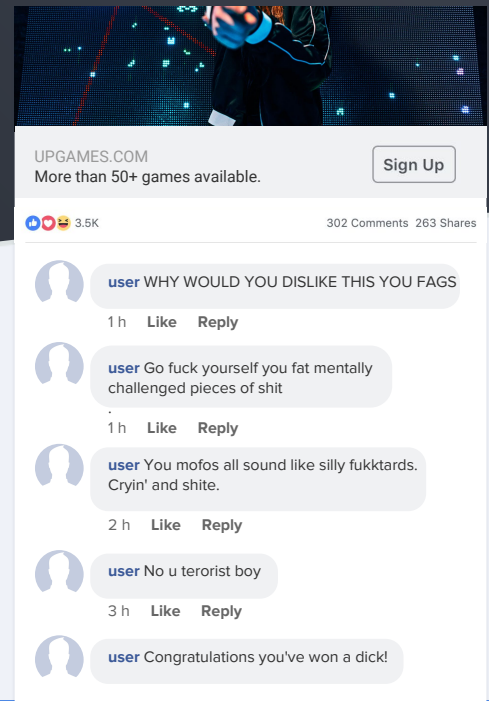 UPGAMES.COM
More than 50+ games available.
Sign Up
3.5K
302 Comments 263 Shares
user WHY WOULD YOU DISLIKE THIS YOU FAGS
1 h Like Reply
user Go fuck yourself you fat mentally
challenged pieces of shit
.
1 h Like Reply
user You mofos all sound like silly fukktards.
Cryin' and shite.
2 h Like Reply
user No u terorist boy
3 h Like Reply
user Congratulations you've won a dick!